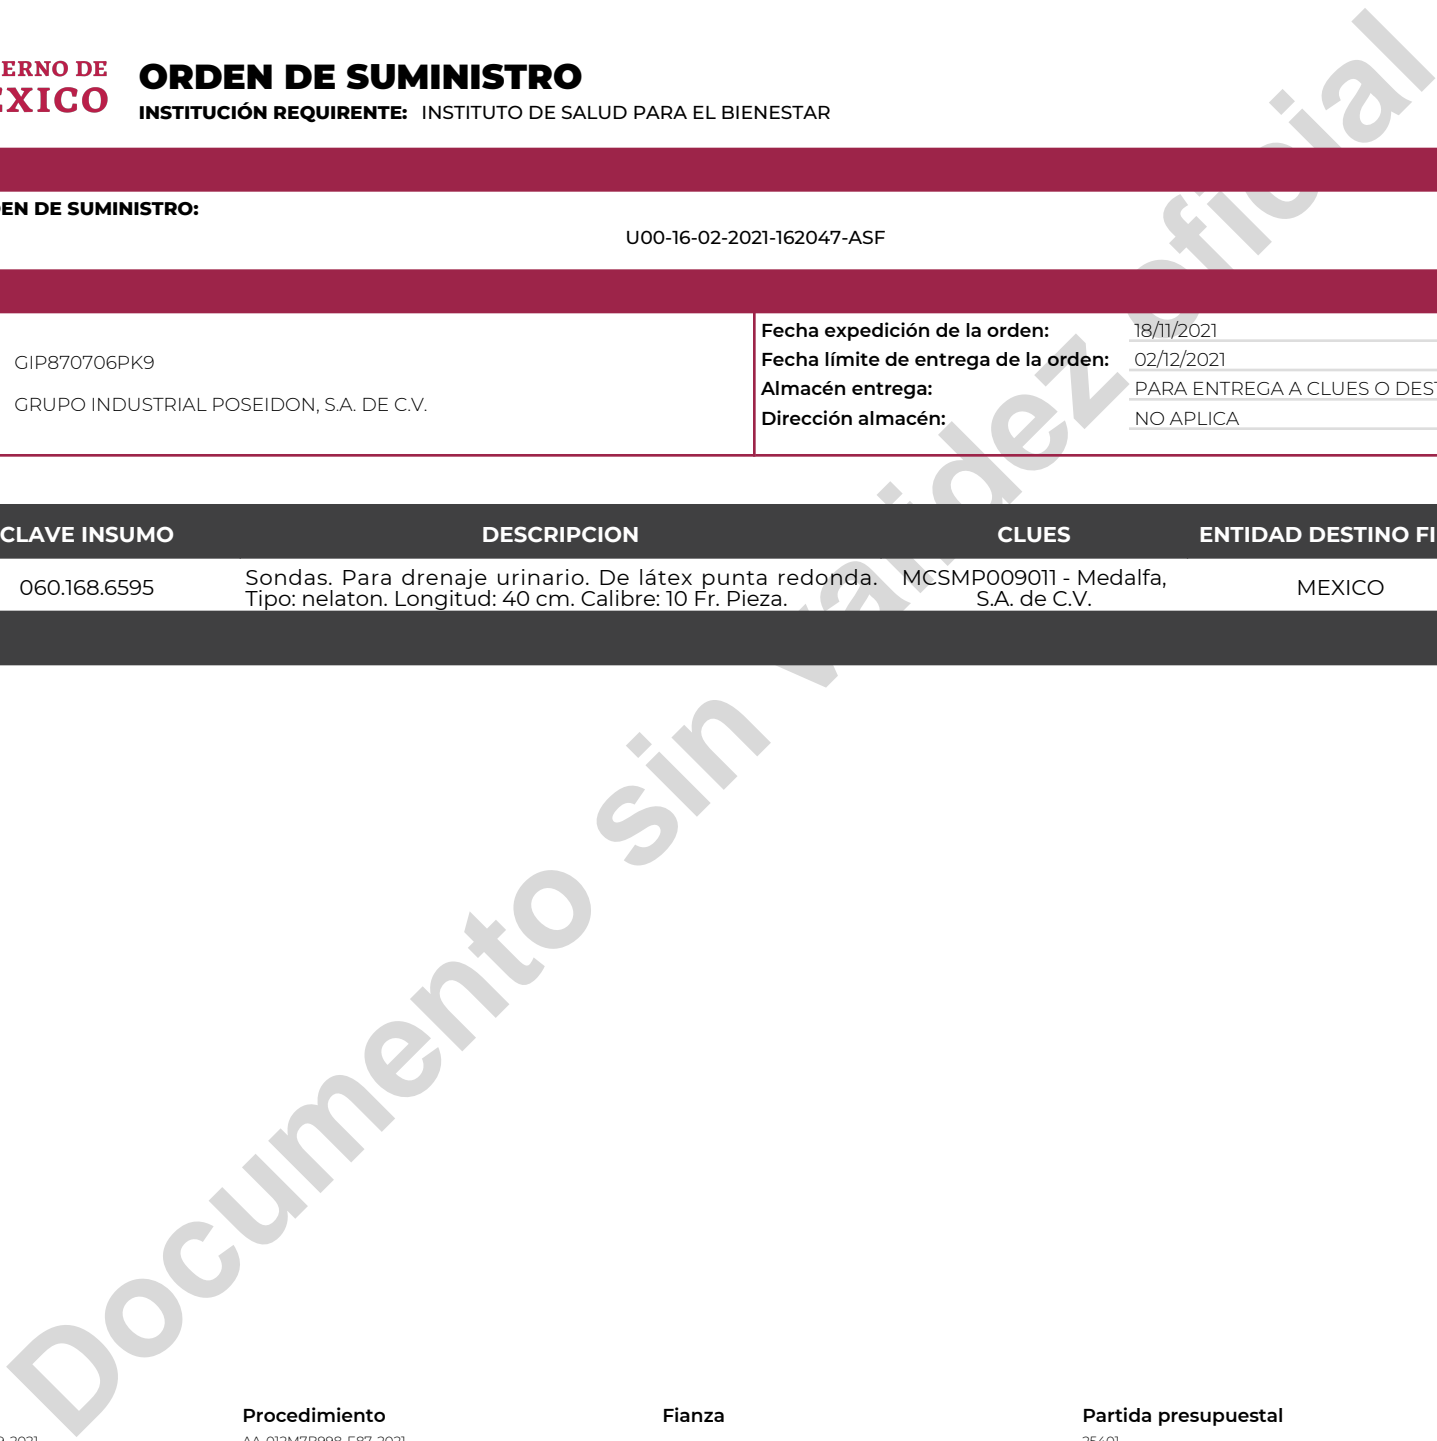 ERNO DE
ORDEN DE SUMINISTRO
INSTITUCIÓN REQUIRENTE: INSTITUTO DE SALUD PARA EL BIENESTAR
EN DE SUMINISTRO:
U00-16-02-2021-162047-ASF
GIP870706PK9
GRUPO INDUSTRIAL POSEIDON, S.A. DE C.V.
Fecha expedición de la orden: 18/11/2021
Fecha límite de entrega de la orden: 02/12/2021
Almacén entrega: PARA ENTREGA A CLUES O DEST
Dirección almacén: NO APLICA
CLAVE INSUMO DESCRIPCION CLUES ENTIDAD DESTINO FI
060.168.6595 Sondas. Para drenaje urinario. De látex punta redonda. MCSMP009011 - Medalfa, MEXICO
Tipo: nelaton. Longitud: 40 cm. Calibre: 10 Fr. Pieza. S.A. de C.V.
Documento sin validez oficial
Procedimiento Fianza Partida presupuestal